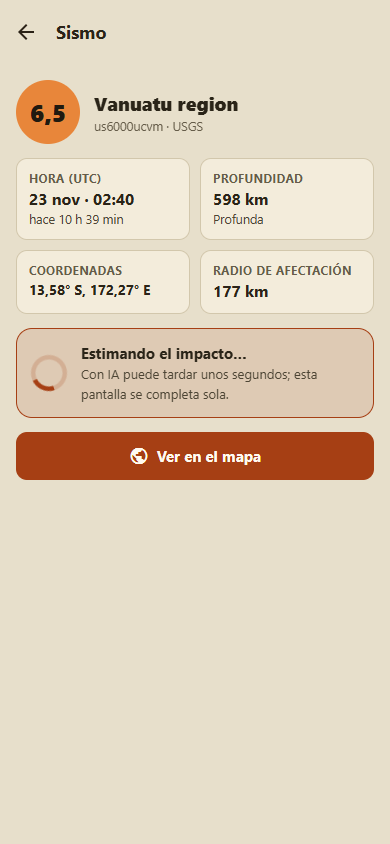 Sismo
6,5
Vanuatu region
us6000ucvm · USGS
HORA (UTC)
23 nov · 02:40
hace 10 h 39 min
PROFUNDIDAD
598 km
Profunda
COORDENADAS
13,58° S, 172,27° E
RADIO DE AFECTACIÓN
177 km
Estimando el impacto…
Con IA puede tardar unos segundos; esta
pantalla se completa sola.
Ver en el mapa